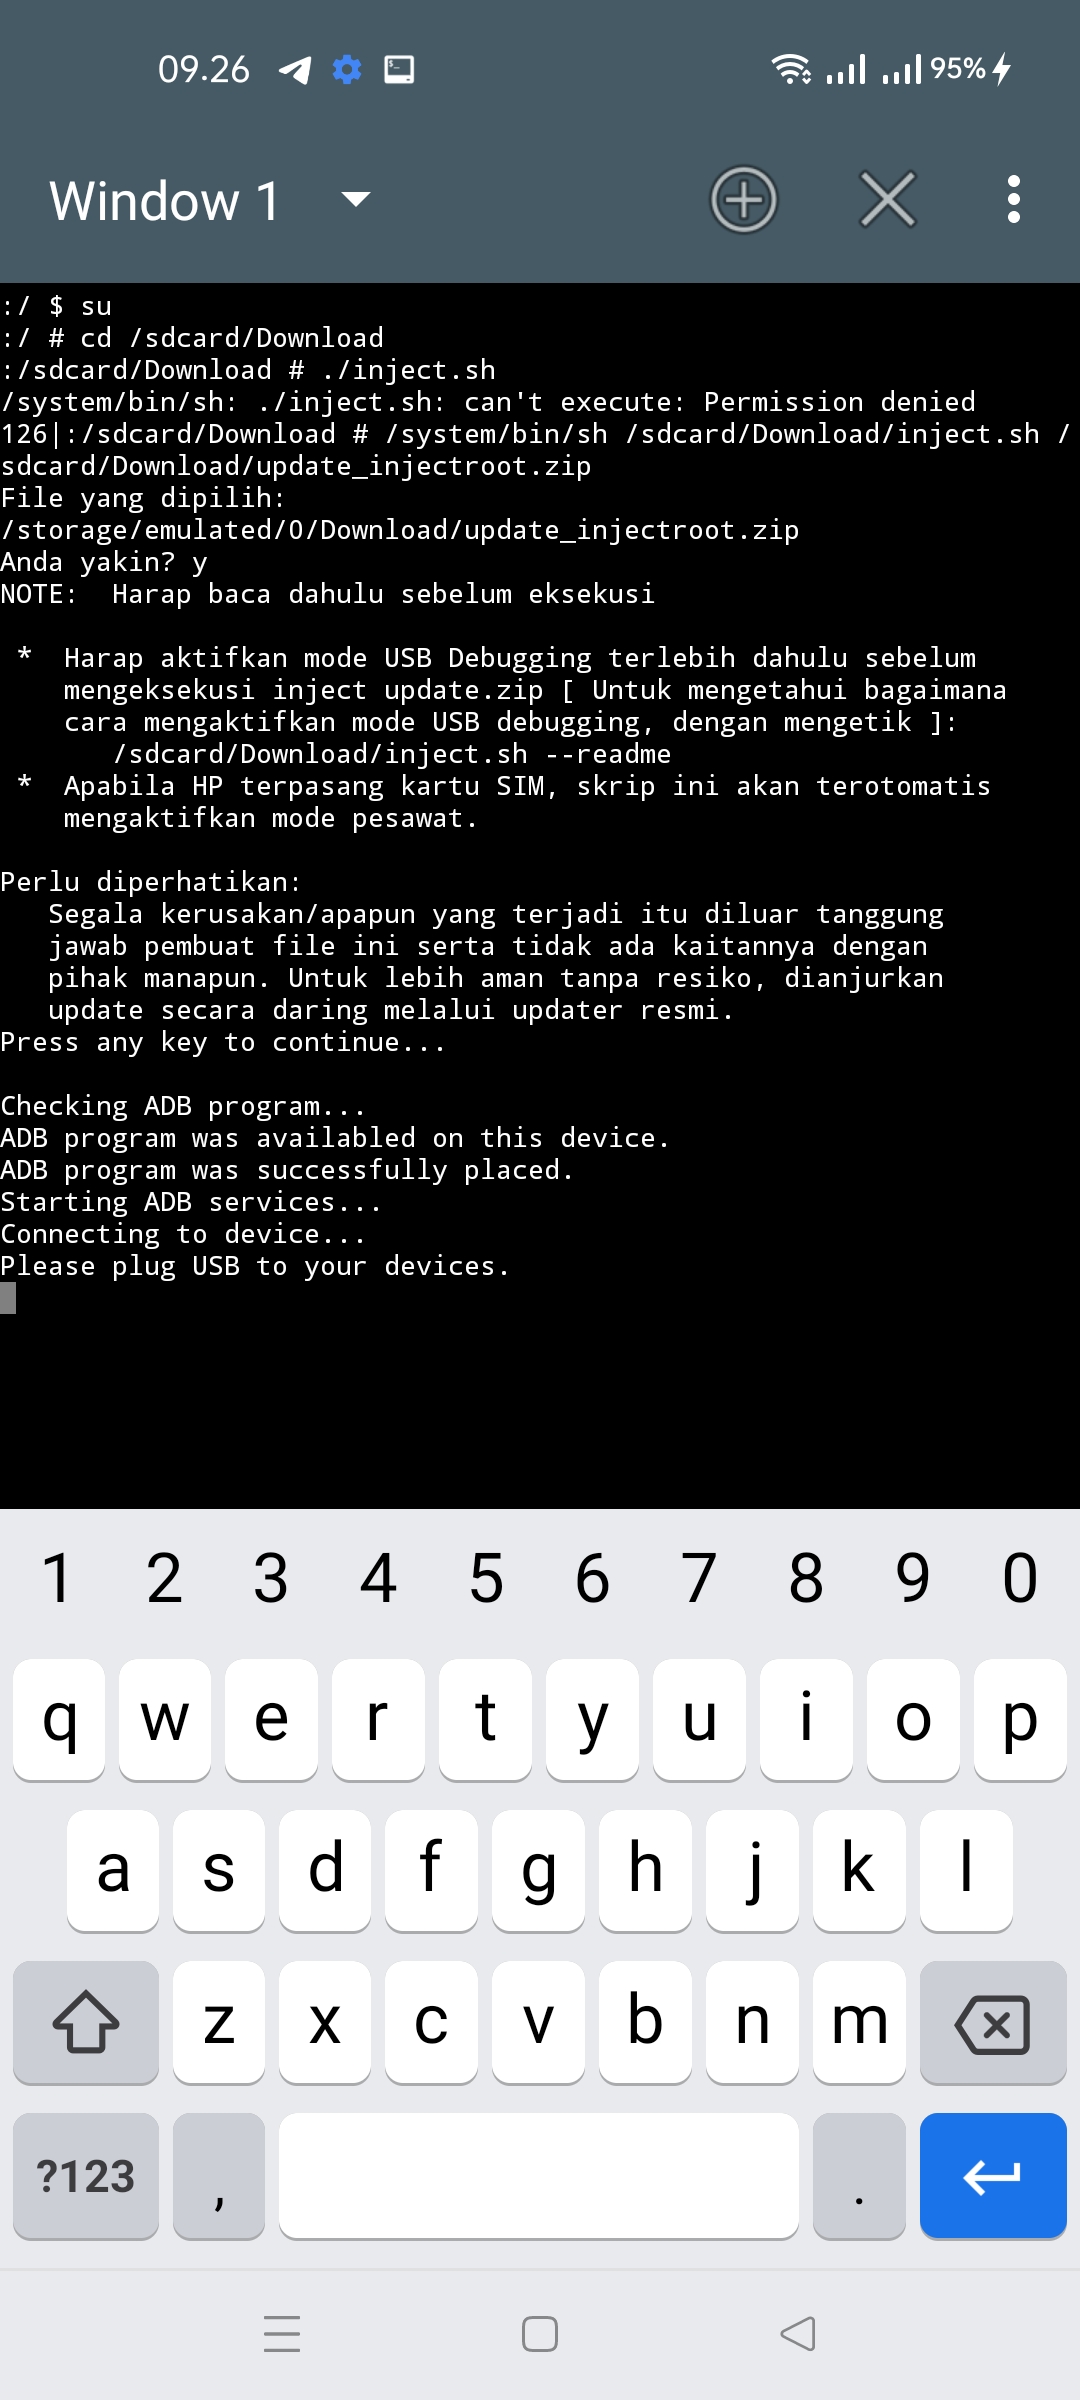 09.26
95%
Window 1
:/ $ su
:/ # cd /sdcard/Download
:/sdcard/Download # ./inject.sh
/system/bin/sh: ./inject.sh: can't execute: Permission denied
126|:/sdcard/Download # /system/bin/sh /sdcard/Download/inject.sh /
sdcard/Download/update_injectroot.zip
File yang dipilih:
/storage/emulated/0/Download/update_injectroot.zip
Anda yakin? y
NOTE:  Harap baca dahulu sebelum eksekusi
* Harap aktifkan mode USB Debugging terlebih dahulu sebelum
mengeksekusi inject update.zip [ Untuk mengetahui bagaimana
cara mengaktifkan mode USB debugging, dengan mengetik ]:
/sdcard/Download/inject.sh --readme
* Apabila HP terpasang kartu SIM, skrip ini akan terotomatis
mengaktifkan mode pesawat.
Perlu diperhatikan:
Segala kerusakan/apapun yang terjadi itu diluar tanggung
jawab pembuat file ini serta tidak ada kaitannya dengan
pihak manapun. Untuk lebih aman tanpa resiko, dianjurkan
update secara daring melalui updater resmi.
Press any key to continue...
Checking ADB program...
ADB program was availabled on this device.
ADB program was successfully placed.
Starting ADB services...
Connecting to device...
Please plug USB to your devices.
1 2 3 4 5 6 7 8 9 0
q w e r t y u i o p
a s d f g h j k l
z x c v b n m
?123 , .